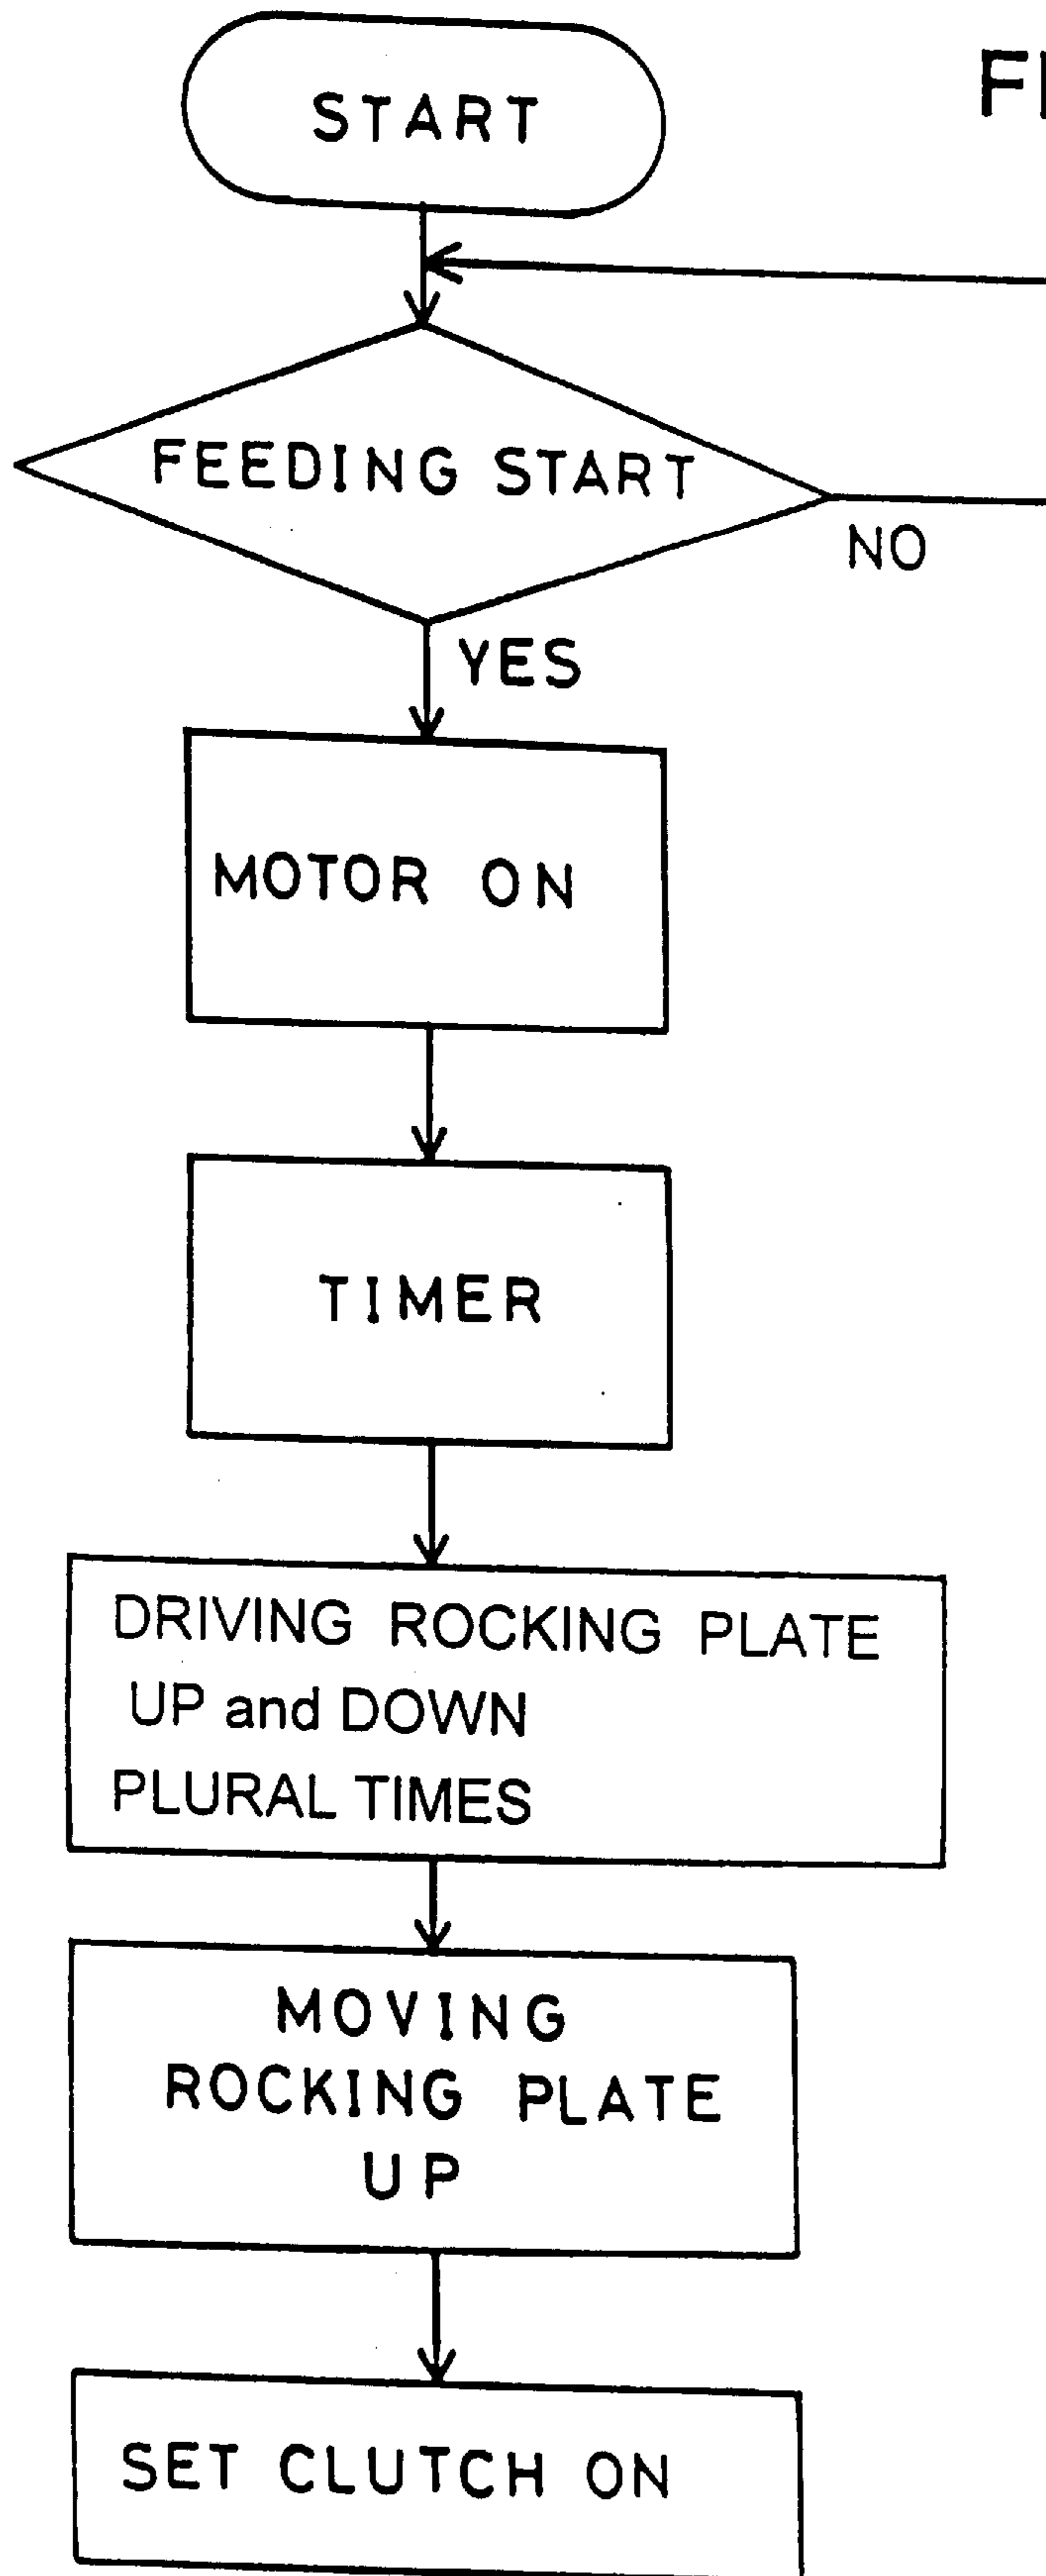 START
FEEDING START
NO
YES
MOTOR ON
TIMER
DRIVING ROCKING PLATE
UP and DOWN
PLURAL TIMES
MOVING
ROCKING PLATE
UP
SET CLUTCH ON